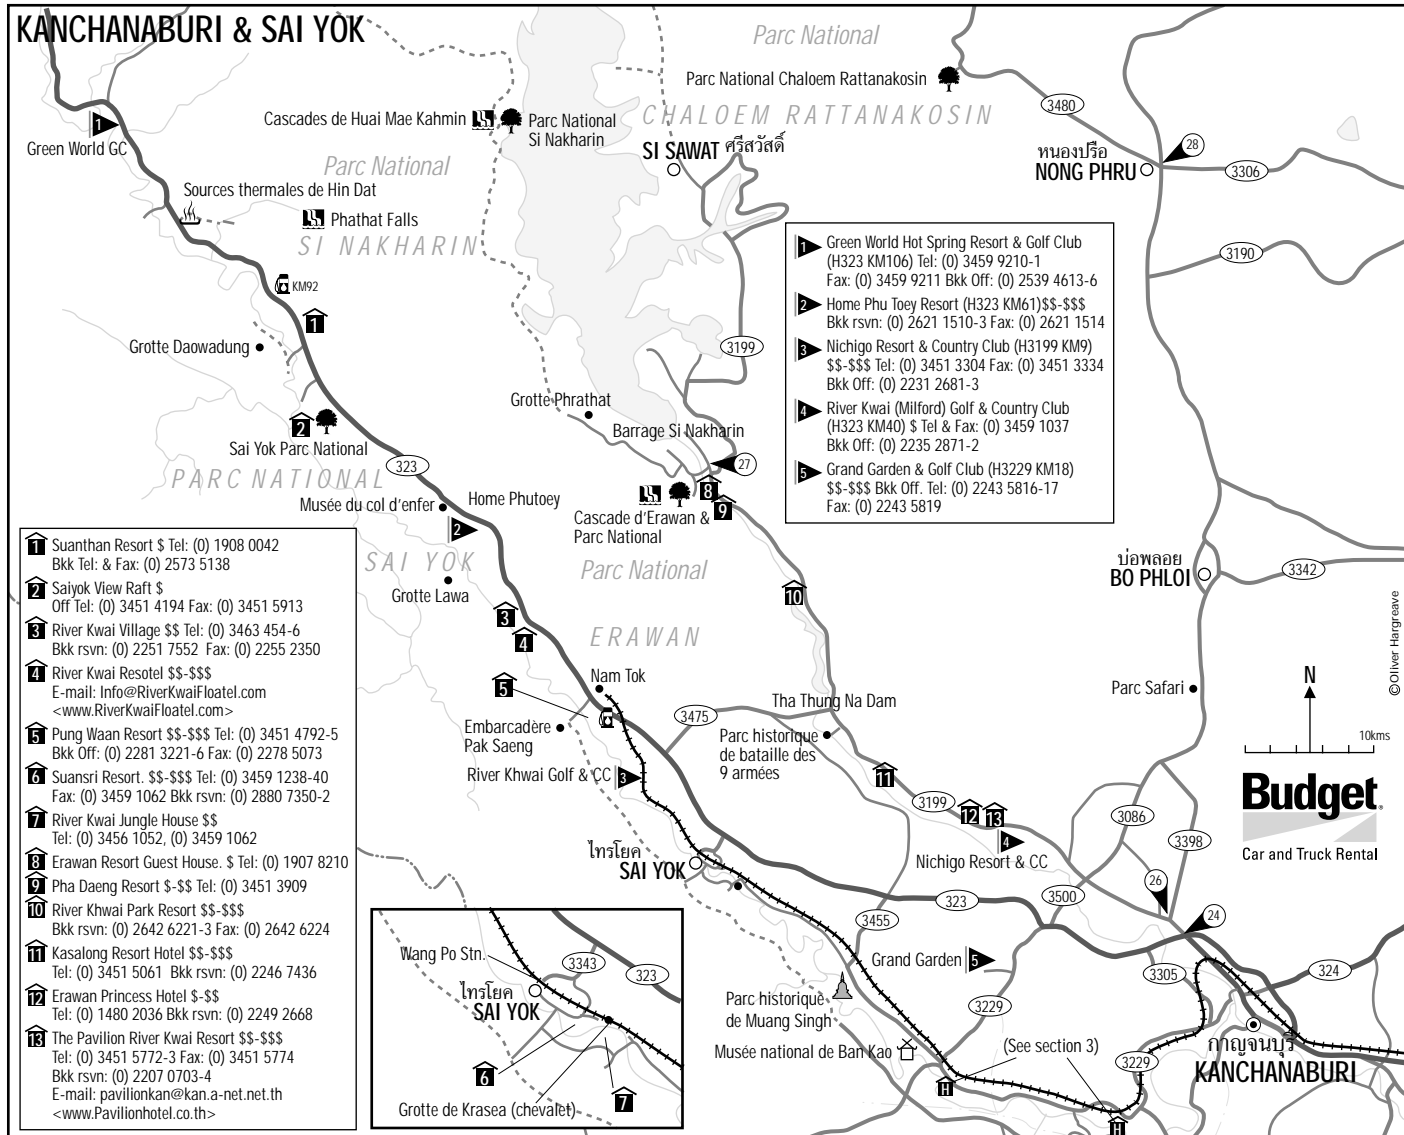 KANCHANABURI & SAI YOK
Parc National
Parc National Chaloem Rattanakosin
CHALOEM RATTANAKOSIN
3480
28
หนองปรือ
NONG PHRU
3306
3190
1
Green World GC
Cascades de Huai Mae Kahmin
Parc National
Si Nakharin
SI SAWAT ศรีสวัสดิ์
Parc National
Sources thermales de Hin Dat
Phathat Falls
SI NAKHARIN
KM92
1
Grotte Daowadung
3199
Grotte Phrathat
Barrage Si Nakharin
27
2
Sai Yok Parc National
323
PARC NATIONAL
Musée du col d'enfer
Home Phutoey
2
8
9
Cascade d'Erawan &
Parc National
SAI YOK
Grotte Lawa
Parc National
ERAWAN
10
3
4
1 Green World Hot Spring Resort & Golf Club
(H323 KM106) Tel: (0) 3459 9210-1
Fax: (0) 3459 9211 Bkk Off: (0) 2539 4613-6
2 Home Phu Toey Resort (H323 KM61)$$-$$$
Bkk rsvn: (0) 2621 1510-3 Fax: (0) 2621 1514
3 Nichigo Resort & Country Club (H3199 KM9)
$$-$$$ Tel: (0) 3451 3304 Fax: (0) 3451 3334
Bkk Off: (0) 2231 2681-3
4 River Kwai (Milford) Golf & Country Club
(H323 KM40) $ Tel & Fax: (0) 3459 1037
Bkk Off: (0) 2235 2871-2
5 Grand Garden & Golf Club (H3229 KM18)
$$-$$$ Bkk Off. Tel: (0) 2243 5816-17
Fax: (0) 2243 5819
บ่อพลอย
BO PHLOI
3342
©Oliver Hargreave
1 Suanthan Resort $ Tel: (0) 1908 0042
Bkk Tel: & Fax: (0) 2573 5138
2 Saiyok View Raft $
Off Tel: (0) 3451 4194 Fax: (0) 3451 5913
3 River Kwai Village $$ Tel: (0) 3463 454-6
Bkk rsvn: (0) 2251 7552 Fax: (0) 2255 2350
4 River Kwai Resotel $$-$$$
E-mail: Info@RiverKwaiFloatel.com
<www.RiverKwaiFloatel.com>
5 Pung Waan Resort $$-$$$ Tel: (0) 3451 4792-5
Bkk Off: (0) 2281 3221-6 Fax: (0) 2278 5073
6 Suansri Resort. $$-$$$ Tel: (0) 3459 1238-40
Fax: (0) 3459 1062 Bkk rsvn: (0) 2880 7350-2
7 River Kwai Jungle House $$
Tel: (0) 3456 1052, (0) 3459 1062
8 Erawan Resort Guest House. $ Tel: (0) 1907 8210
9 Pha Daeng Resort $-$$ Tel: (0) 3451 3909
10 River Khwai Park Resort $$-$$$
Bkk rsvn: (0) 2642 6221-3 Fax: (0) 2642 6224
11 Kasalong Resort Hotel $$-$$$
Tel: (0) 3451 5061 Bkk rsvn: (0) 2246 7436
12 Erawan Princess Hotel $-$$
Tel: (0) 1480 2036 Bkk rsvn: (0) 2249 2668
13 The Pavilion River Kwai Resort $$-$$$
Tel: (0) 3451 5772-3 Fax: (0) 3451 5774
Bkk rsvn: (0) 2207 0703-4
E-mail: pavilionkan@kan.a-net.net.th
<www.Pavilionhotel.co.th>
5
Nam Tok
Embarcadère
Pak Saeng
3475
Tha Thung Na Dam
Parc historique
de bataille des
9 armées
Parc Safari
N
10kms
River Khwai Golf & CC
3
11
3199
12
13
4
Nichigo Resort & CC
3086
3398
Budget
Car and Truck Rental
ไทรโยค
SAI YOK
26
323
3500
24
3455
Grand Garden
5
3305
324
3229
Parc historique
de Muang Singh
Musée national de Ban Kao
(See section 3)
3229
กาญจนบุรี
KANCHANABURI
H
H
Wang Po Stn.
3343
323
ไทรโยค
SAI YOK
6
7
Grotte de Krasea (chevalet)